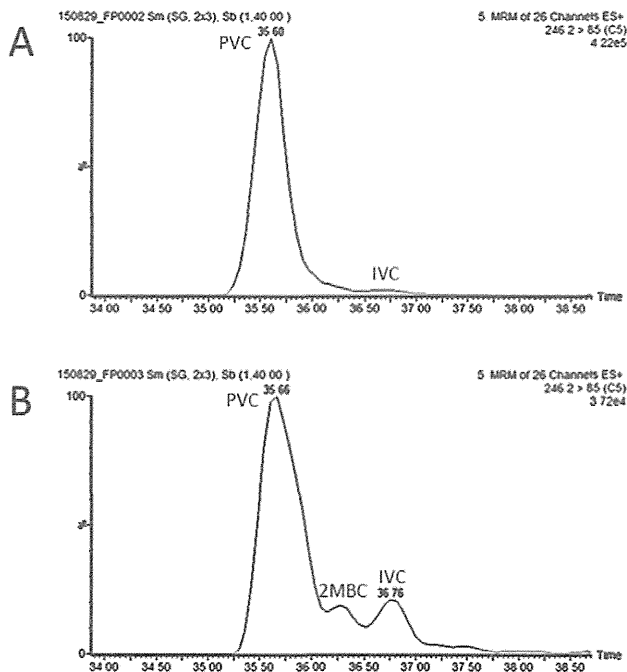 150829_FP0002 Sm (SG, 2x3), Sb (1,40 00 )
5 MRM of 26 Channels ES+
246 2 > 85 (C5)
4 22e5
A
PVC
35 60
100
%
IVC
0
34 00 34 50 35 00 35 50 36 00 36 50 37 00 37 50 38 00 38 50
Time
150829_FP0003 Sm (SG, 2x3), Sb (1,40 00 )
5 MRM of 26 Channels ES+
246 2 > 85 (C5)
3 72e4
B
PVC
35 66
100
%
2MBC
IVC
36 76
0
34 00 34 50 35 00 35 50 36 00 36 50 37 00 37 50 38 00 38 50
Time